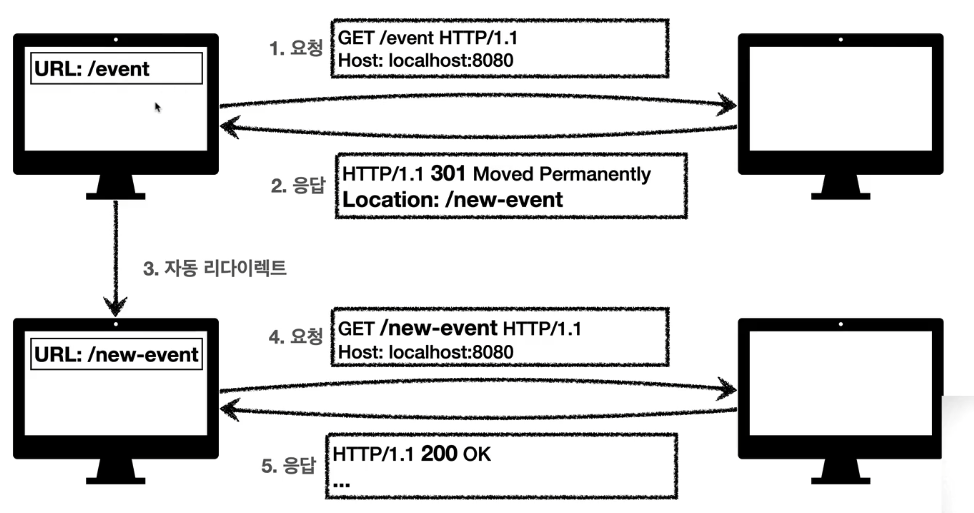 URL: /event
1. 요청
GET /event HTTP/1.1
Host: localhost:8080
2. 응답
HTTP/1.1 301 Moved Permanently
Location: /new-event
3. 자동 리다이렉트
URL: /new-event
4. 요청
GET /new-event HTTP/1.1
Host: localhost:8080
5. 응답
HTTP/1.1 200 OK
...